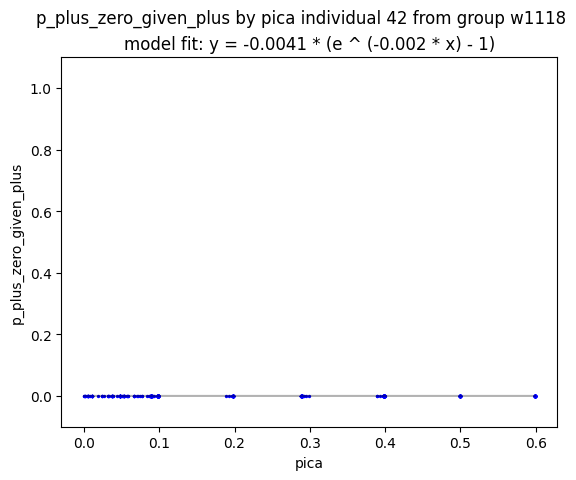 p_plus_zero_given_plus by pica individual 42 from group w1118
model fit: y = -0.0041 * (e ^ (-0.002 * x) - 1)
1.0
0.8
0.6
0.4
0.2
0.0
p_plus_zero_given_plus
0.0 0.1 0.2 0.3 0.4 0.5 0.6
pica